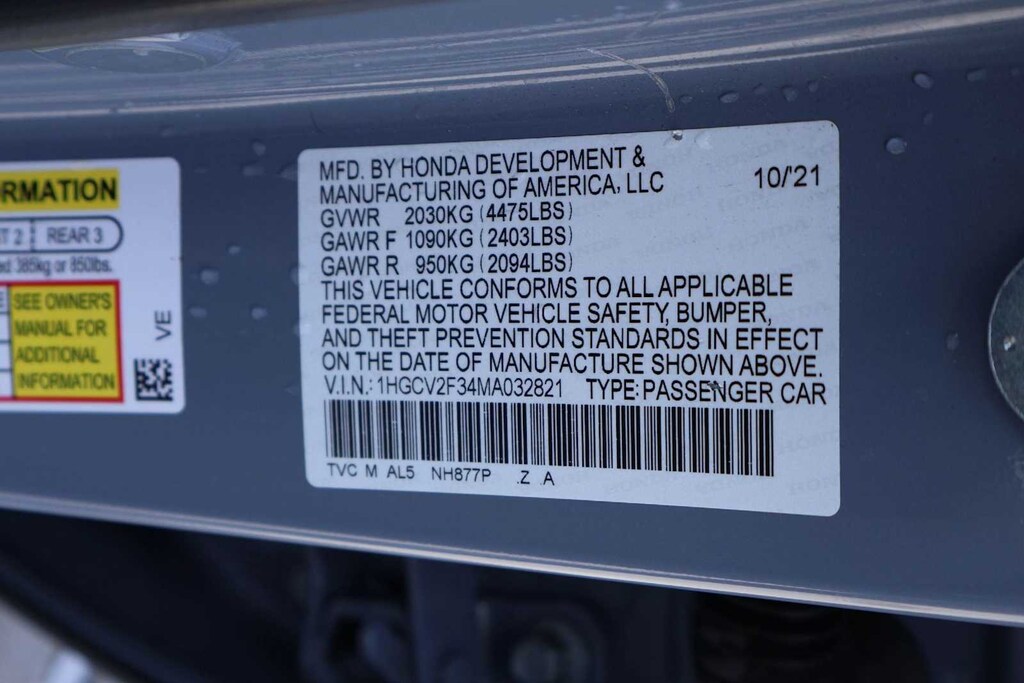 RMATION
T 2 REAR 3
ed 385kg or 850lbs.
SEE OWNER'S
MANUAL FOR
ADDITIONAL
INFORMATION
VE
MFD. BY HONDA DEVELOPMENT &
MANUFACTURING OF AMERICA, LLC 10/'21
GVWR 2030KG (4475LBS)
GAWR F 1090KG (2403LBS)
GAWR R 950KG (2094LBS)
THIS VEHICLE CONFORMS TO ALL APPLICABLE
FEDERAL MOTOR VEHICLE SAFETY, BUMPER,
AND THEFT PREVENTION STANDARDS IN EFFECT
ON THE DATE OF MANUFACTURE SHOWN ABOVE.
V.I.N.: 1HGCV2F34MA032821 TYPE: PASSENGER CAR
TVC M AL5 NH877P .Z .A